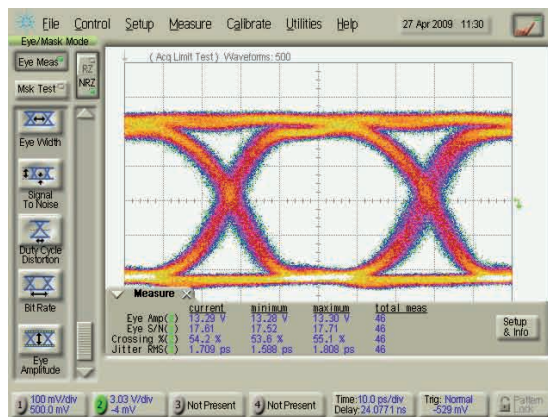 File Control Setup Measure Calibrate Utilities Help 27 Apr 2009 11:30
Eye/Mask Mode
Eye Meas
RZ
NRZ
Msk Test
( Acq Limit Test ) Waveforms: 500
Eye Width
Signal
To Noise
Duty Cycle
Distortion
Bit Rate
Eye
Amplitude
Measure
current minimum maximum total meas
Eye Amp(2) 13.29 V 13.28 V 13.30 V 46
Eye S/N(2) 17.61 17.52 17.71 46
Crossing %(2) 54.2 % 53.6 % 55.1 % 46
Jitter RMS(2) 1.709 ps 1.588 ps 1.808 ps 46
Setup
& Info
1) 100 mV/div
500.0 mV
2) 3.03 V/div
-4 mV
3) Not Present
4) Not Present
Time:10.0 ps/div
Delay:24.0771 ns
Trig: Normal
-529 mV
Pattern
Lock